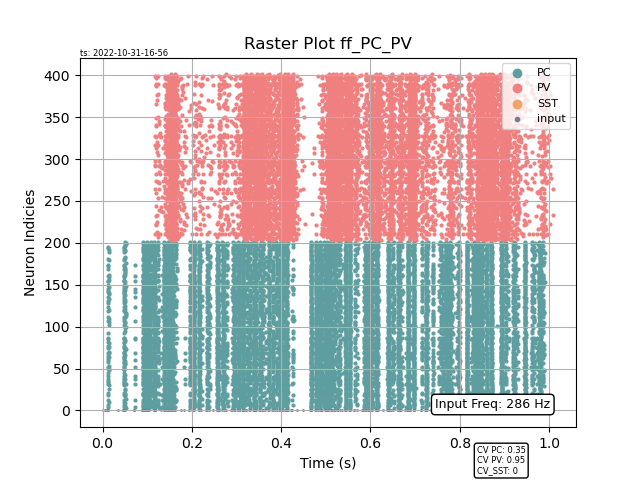 ts: 2022-10-31-16-56
Raster Plot ff_PC_PV
PC
PV
SST
input
Neuron Indicies
400
350
300
250
200
150
100
50
0
Input Freq: 286 Hz
0.0
0.2
0.4
0.6
0.8
1.0
Time (s)
CV PC: 0.35
CV PV: 0.95
CV_SST: 0